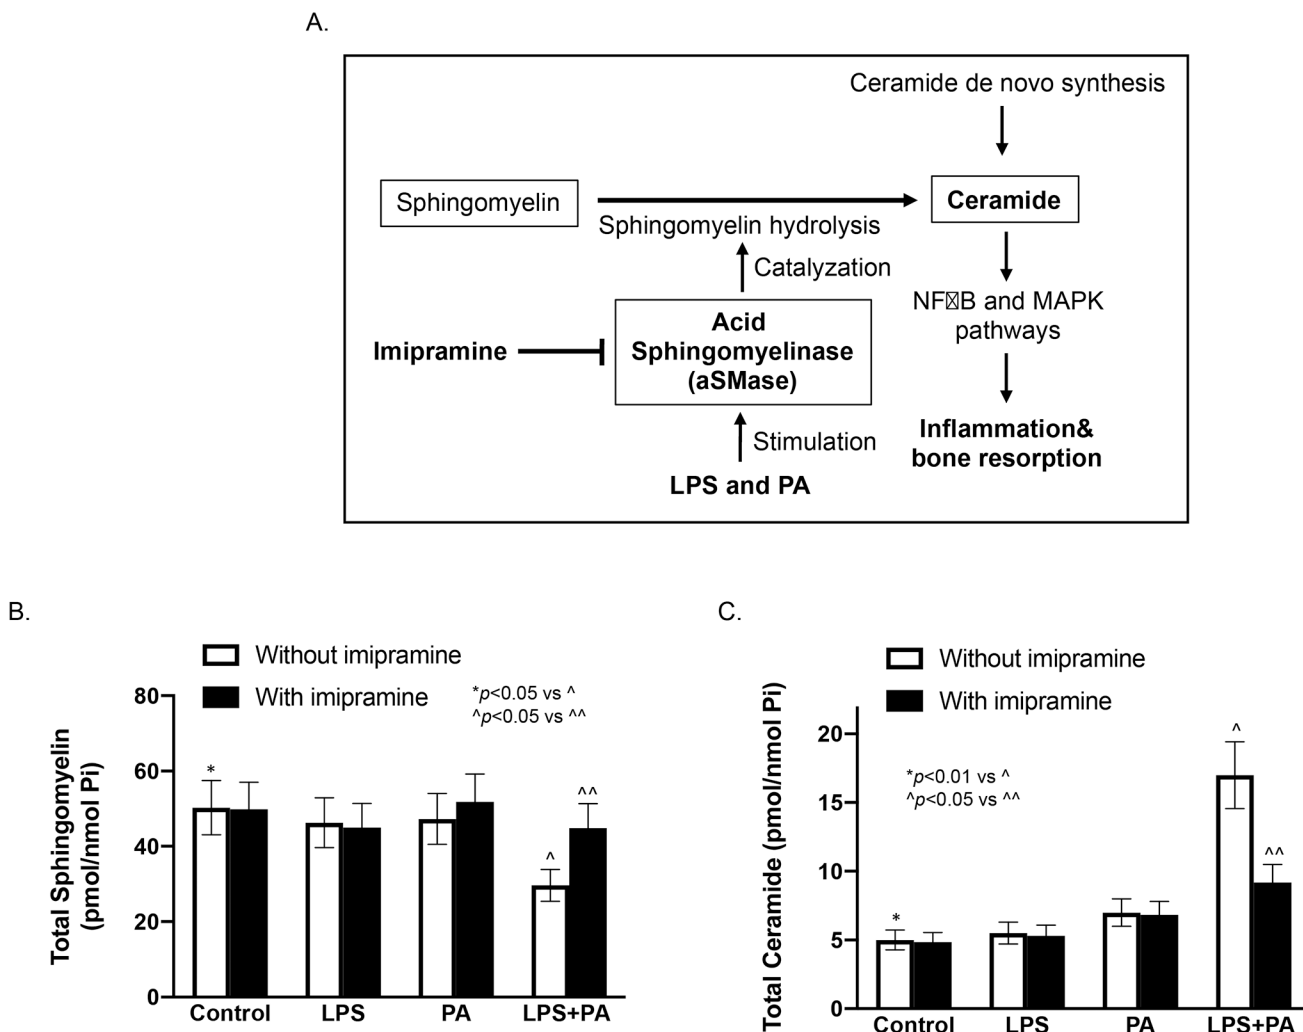 A.
Ceramide de novo synthesis
Sphingomyelin
Ceramide
Sphingomyelin hydrolysis
Catalyzation
NF☒B and MAPK
pathways
Acid
Sphingomyelinase
(aSMase)
Imipramine
Stimulation
Inflammation&
bone resorption
LPS and PA
B.
Without imipramine
With imipramine
*p<0.05 vs ^
^p<0.05 vs ^^
Total Sphingomyelin
(pmol/nmol Pi)
80
60
40
20
0
*
^
^^
Control LPS PA LPS+PA
C.
Without imipramine
With imipramine
*p<0.01 vs ^
^p<0.05 vs ^^
Total Ceramide (pmol/nmol Pi)
20
15
10
5
0
*
^
^^
Control LPS PA LPS+PA